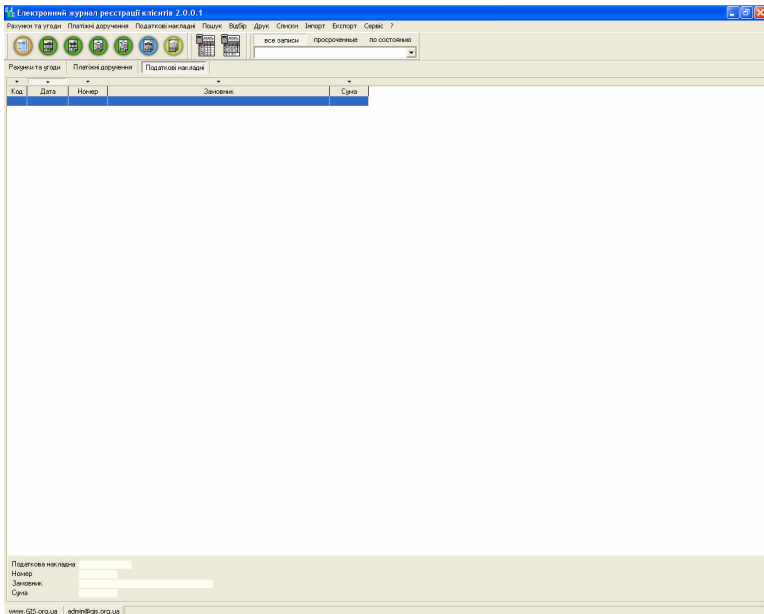 Електронний журнал реєстрації клієнтів 2.0.0.1
Рахунки та угоди Платіжні доручення Податкові накладні Пошук Відбір Друк Списки Імпорт Експорт Сервіс ?
все записи просроченные по состоянию
Рахунки та угоди Платіжні доручення Податкові накладні
Код Дата Номер Замовник Сума
Податкова накладна
Номер
Замовник
Сума
www.GIS.org.ua admin@gis.org.ua